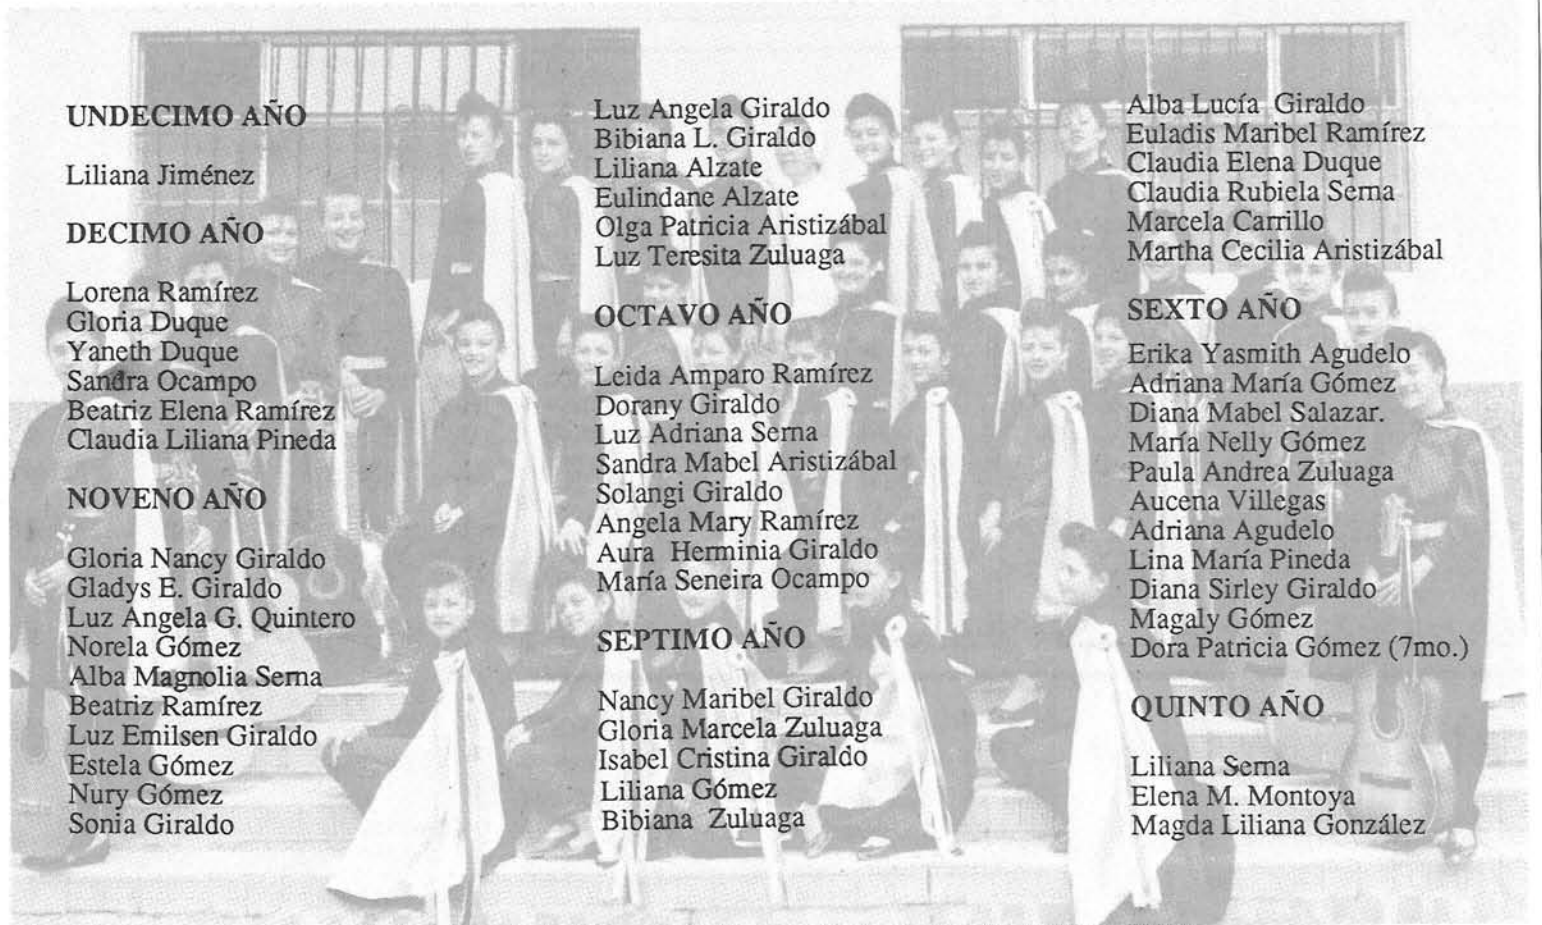 UNDECIMO AÑO
Liliana Jiménez
DECIMO AÑO
Lorena Ramírez
Gloria Duque
Yaneth Duque
Sandra Ocampo
Beatriz Elena Ramírez
Claudia Liliana Pineda
NOVENO AÑO
Gloria Nancy Giraldo
Gladys E. Giraldo
Luz Angela G. Quintero
Norela Gómez
Alba Magnolia Serna
Beatriz Ramírez
Luz Emilsen Giraldo
Estela Gómez
Nury Gómez
Sonia Giraldo
Luz Angela Giraldo
Bibiana L. Giraldo
Liliana Alzate
Eulindane Alzate
Olga Patricia Aristizábal
Luz Teresita Zuluaga
OCTAVO AÑO
Leida Amparo Ramírez
Dorany Giraldo
Luz Adriana Serna
Sandra Mabel Aristizábal
Solangi Giraldo
Angela Mary Ramírez
Aura Herminia Giraldo
María Seneira Ocampo
SEPTIMO AÑO
Nancy Maribel Giraldo
Gloria Marcela Zuluaga
Isabel Cristina Giraldo
Liliana Gómez
Bibiana Zuluaga
Alba Lucía Giraldo
Euladis Maribel Ramírez
Claudia Elena Duque
Claudia Rubiela Serna
Marcela Carrillo
Martha Cecilia Aristizábal
SEXTO AÑO
Erika Yasmith Agudelo
Adriana María Gómez
Diana Mabel Salazar.
María Nelly Gómez
Paula Andrea Zuluaga
Aucena Villegas
Adriana Agudelo
Lina María Pineda
Diana Sirley Giraldo
Magaly Gómez
Dora Patricia Gómez (7mo.)
QUINTO AÑO
Liliana Serna
Elena M. Montoya
Magda Liliana González